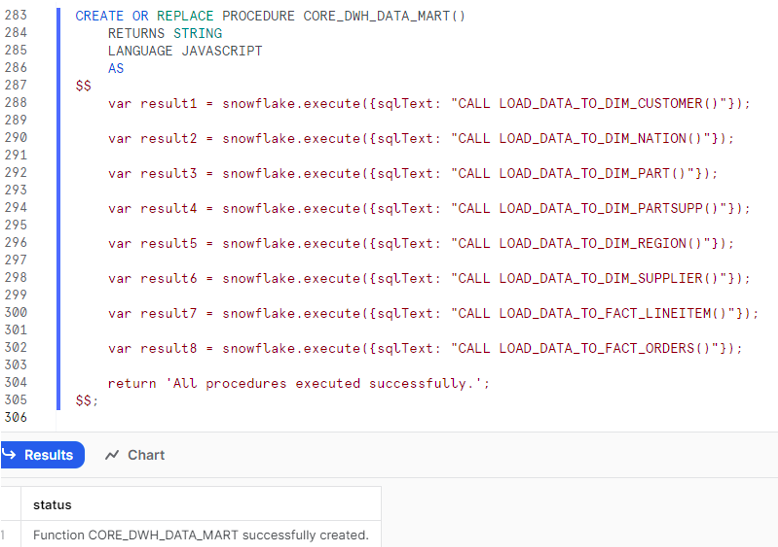 283 CREATE OR REPLACE PROCEDURE CORE_DWH_DATA_MART()
284 RETURNS STRING
285 LANGUAGE JAVASCRIPT
286 AS
287 $$
288 var result1 = snowflake.execute({sqlText: "CALL LOAD_DATA_TO_DIM_CUSTOMER()"});
289
290 var result2 = snowflake.execute({sqlText: "CALL LOAD_DATA_TO_DIM_NATION()"});
291
292 var result3 = snowflake.execute({sqlText: "CALL LOAD_DATA_TO_DIM_PART()"});
293
294 var result4 = snowflake.execute({sqlText: "CALL LOAD_DATA_TO_DIM_PARTSUPP()"});
295
296 var result5 = snowflake.execute({sqlText: "CALL LOAD_DATA_TO_DIM_REGION()"});
297
298 var result6 = snowflake.execute({sqlText: "CALL LOAD_DATA_TO_DIM_SUPPLIER()"});
299
300 var result7 = snowflake.execute({sqlText: "CALL LOAD_DATA_TO_FACT_LINEITEM()"});
301
302 var result8 = snowflake.execute({sqlText: "CALL LOAD_DATA_TO_FACT_ORDERS()"});
303
304 return 'All procedures executed successfully.';
305 $$;
306
Results Chart
status
1 Function CORE_DWH_DATA_MART successfully created.